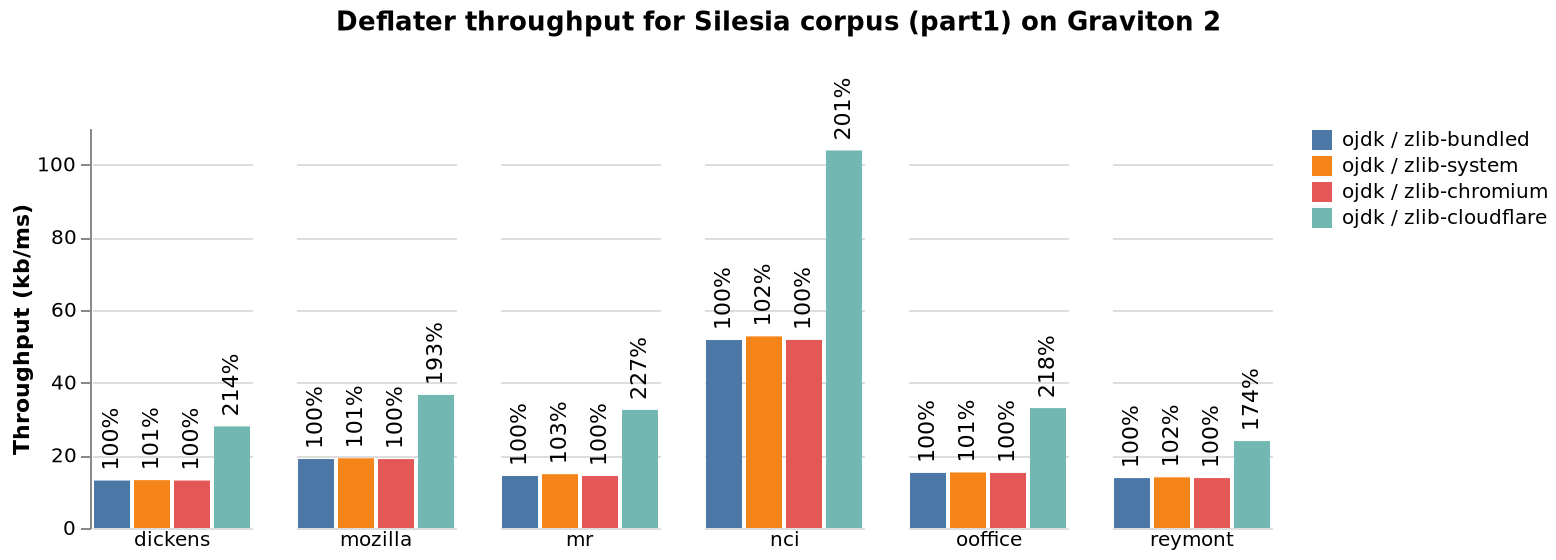 Deflater throughput for Silesia corpus (part1) on Graviton 2
Throughput (kb/ms)
100
80
60
40
20
0
100%
101%
100%
214%
dickens
100%
101%
100%
193%
mozilla
100%
103%
100%
227%
mr
100%
102%
100%
201%
nci
100%
101%
100%
218%
ooffice
100%
102%
100%
174%
reymont
ojdk / zlib-bundled
ojdk / zlib-system
ojdk / zlib-chromium
ojdk / zlib-cloudflare